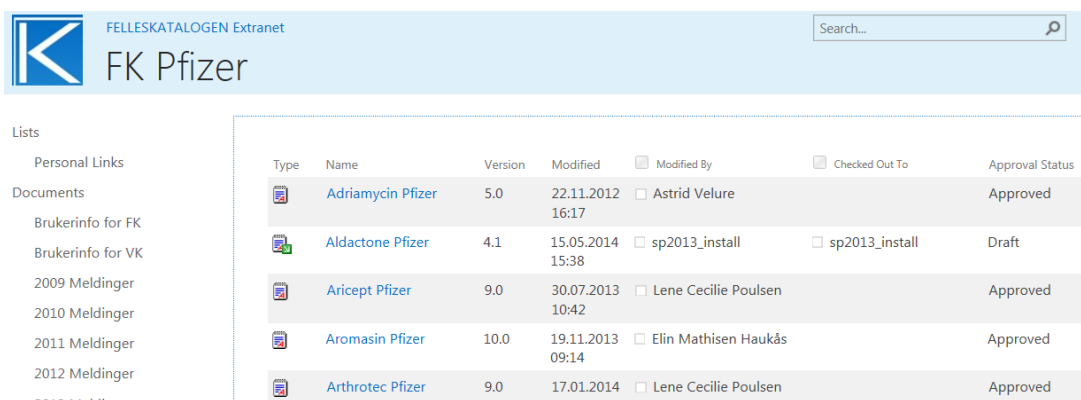 FELLESKATALOGEN Extranet
Search...
FK Pfizer
Lists
Personal Links
Documents
Brukerinfo for FK
Brukerinfo for VK
2009 Meldinger
2010 Meldinger
2011 Meldinger
2012 Meldinger
Type Name Version Modified Modified By Checked Out To Approval Status
Adriamycin Pfizer 5.0 22.11.2012 Astrid Velure Approved
16:17
Aldactone Pfizer 4.1 15.05.2014 sp2013_install sp2013_install Draft
15:38
Aricept Pfizer 9.0 30.07.2013 Lene Cecilie Poulsen Approved
10:42
Aromasin Pfizer 10.0 19.11.2013 Elin Mathisen Haukås Approved
09:14
Arthrotec Pfizer 9.0 17.01.2014 Lene Cecilie Poulsen Approved